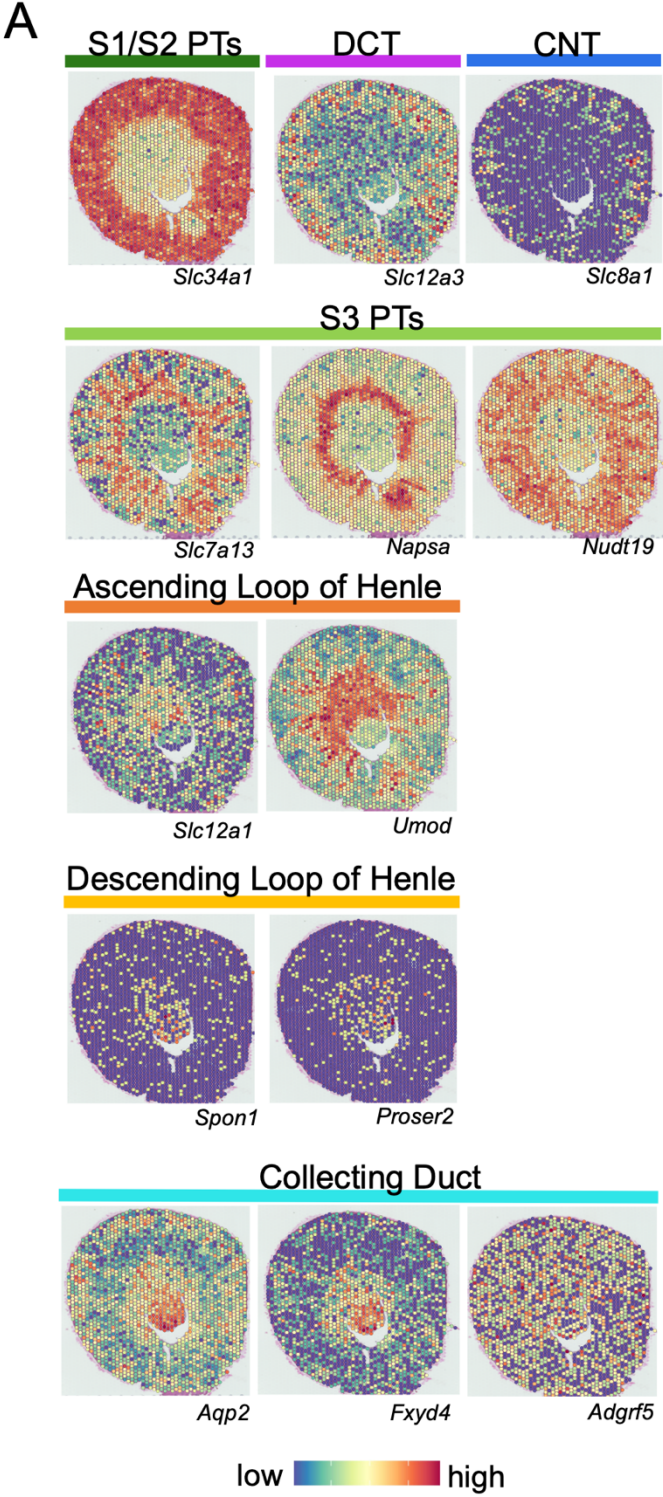 A
S1/S2 PTs DCT CNT
Slc34a1 Slc12a3 Slc8a1
S3 PTs
Slc7a13 Napsa Nudt19
Ascending Loop of Henle
Slc12a1 Umod
Descending Loop of Henle
Spon1 Proser2
Collecting Duct
Aqp2 Fxyd4 Adgrf5
low high